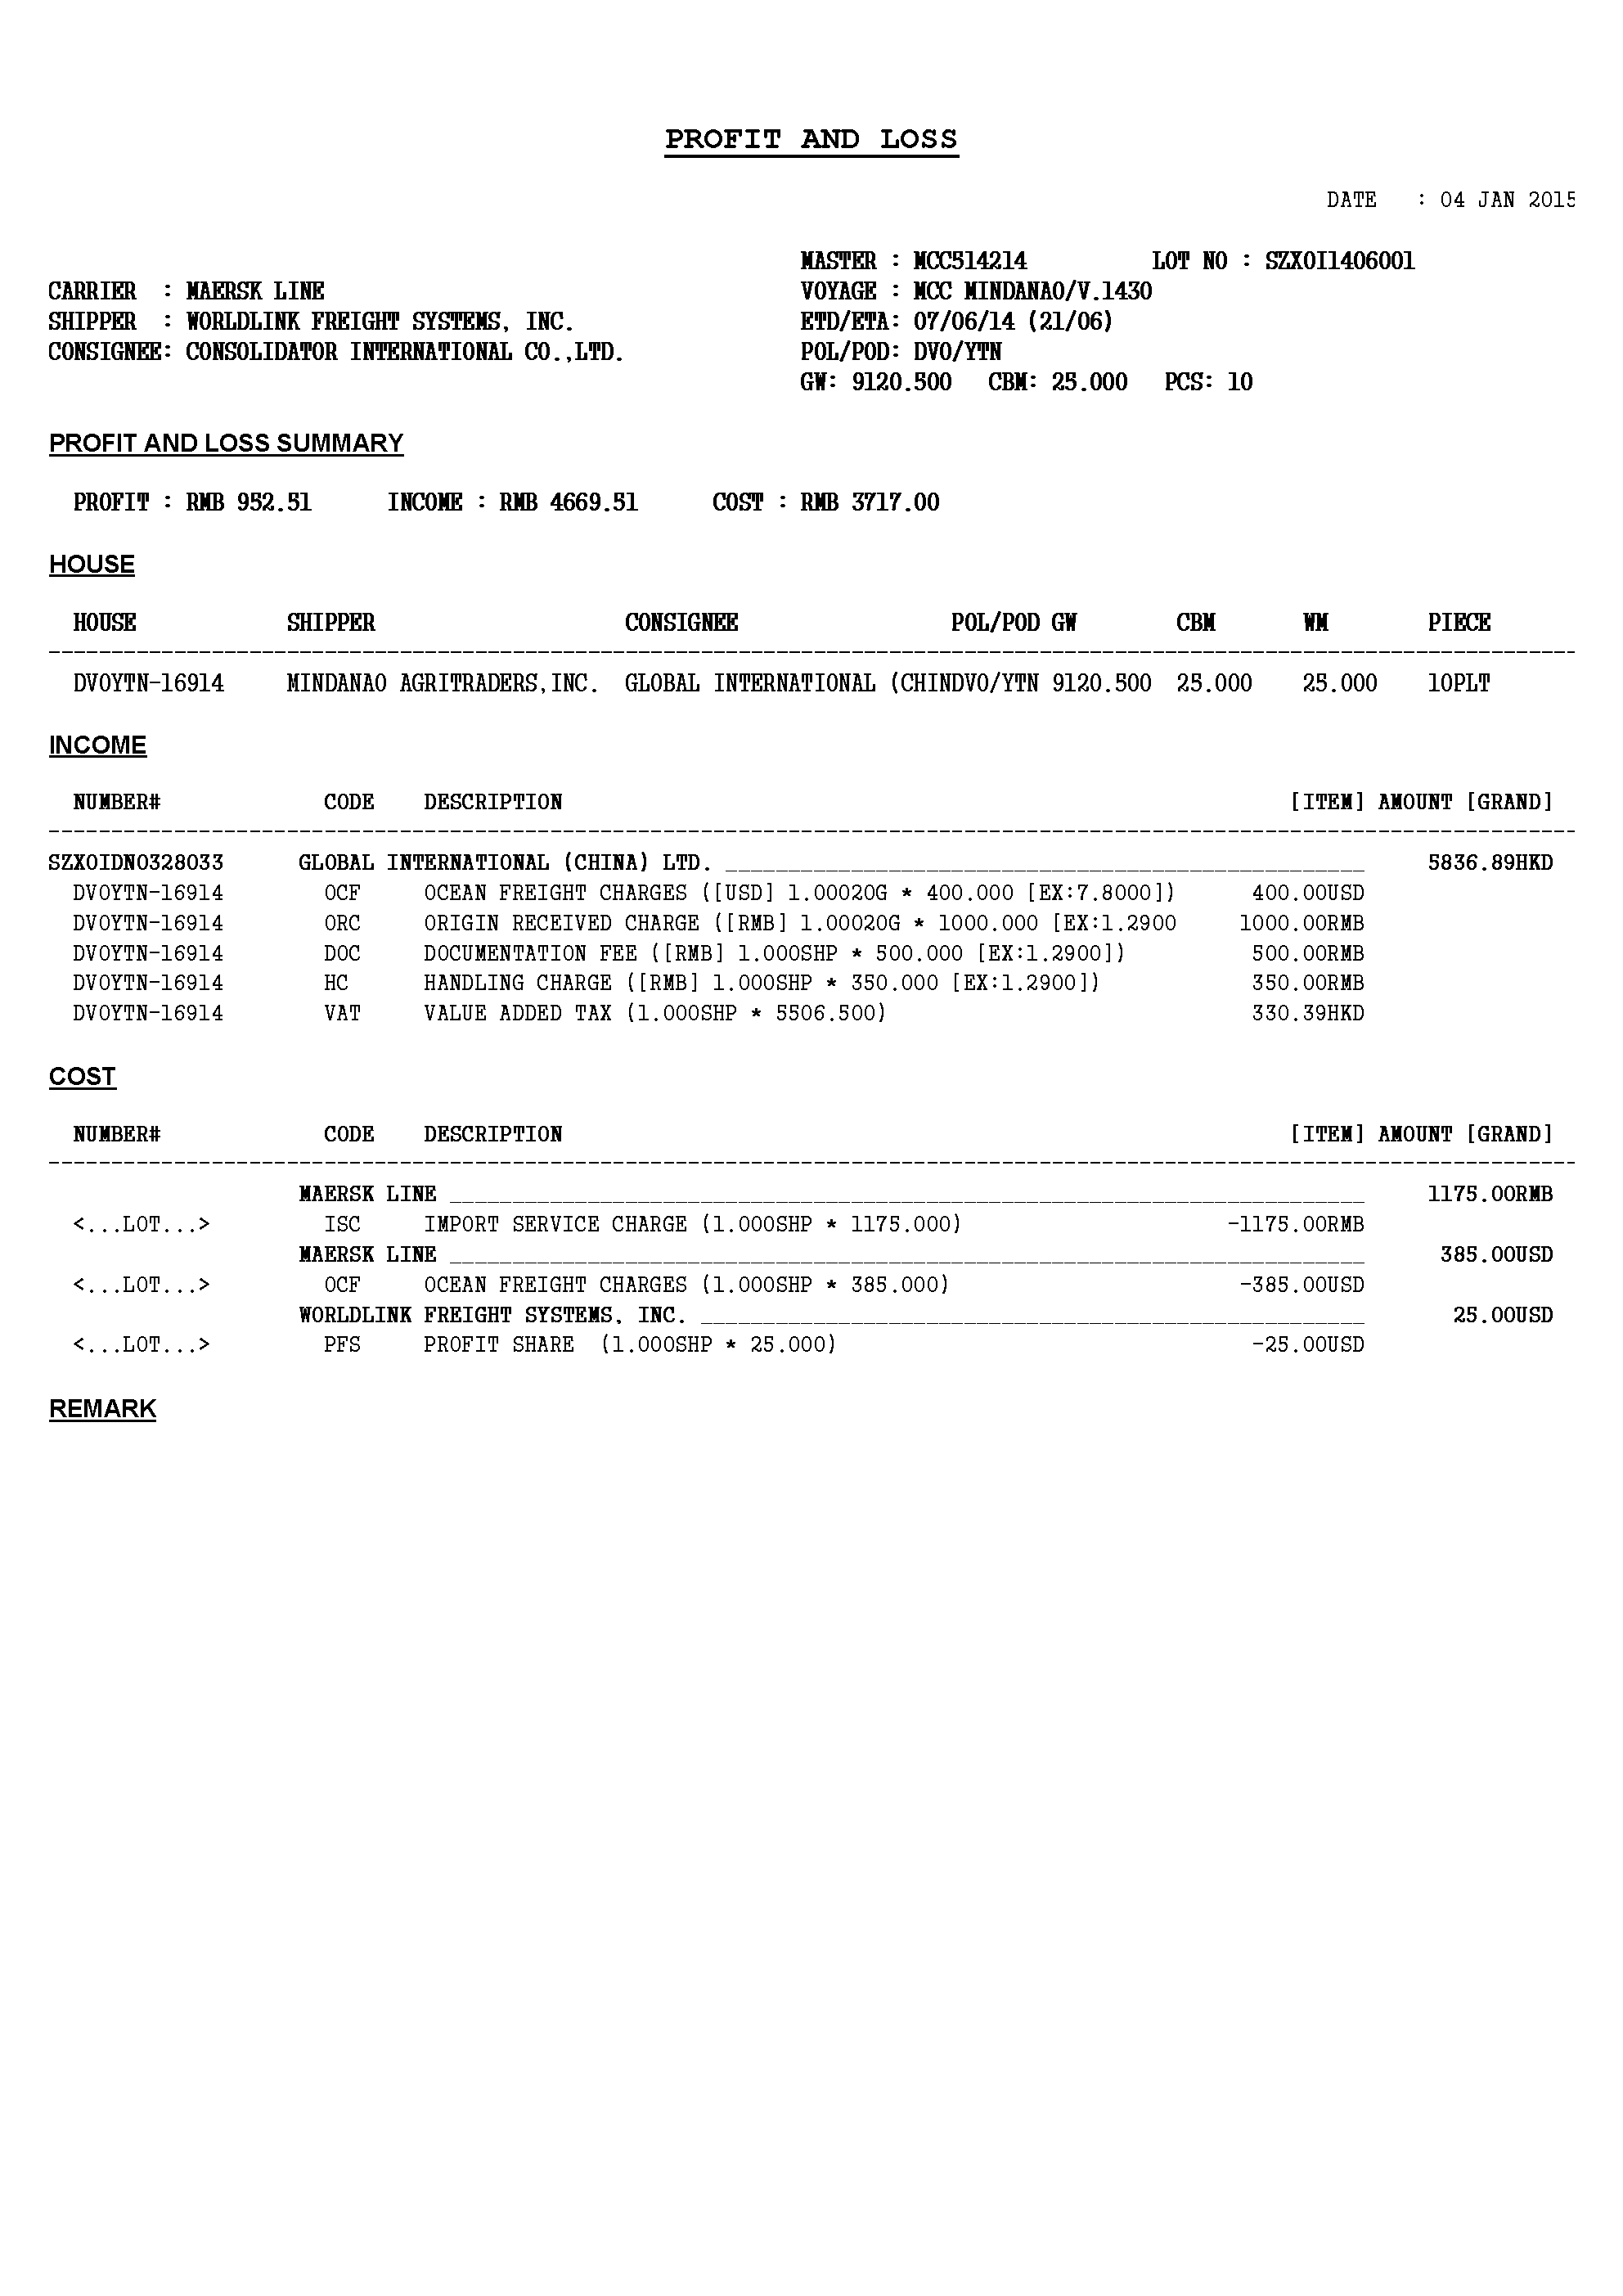 PROFIT AND LOSS
DATE : 04 JAN 2015
MASTER : MCC514214 LOT NO : SZXOI1406001
CARRIER : MAERSK LINE VOYAGE : MCC MINDANAO/V.1430
SHIPPER : WORLDLINK FREIGHT SYSTEMS, INC. ETD/ETA: 07/06/14 (21/06)
CONSIGNEE: CONSOLIDATOR INTERNATIONAL CO.,LTD. POL/POD: DVO/YTN
GW: 9120.500 CBM: 25.000 PCS: 10
PROFIT AND LOSS SUMMARY
PROFIT : RMB 952.51 INCOME : RMB 4669.51 COST : RMB 3717.00
HOUSE
HOUSE SHIPPER CONSIGNEE POL/POD GW CBM WM PIECE
DVOYTN-16914 MINDANAO AGRITRADERS,INC. GLOBAL INTERNATIONAL (CHINDVO/YTN 9120.500 25.000 25.000 10PLT
INCOME
NUMBER# CODE DESCRIPTION [ITEM] AMOUNT [GRAND]
SZXOIDN0328033 GLOBAL INTERNATIONAL (CHINA) LTD. 5836.89HKD
DVOYTN-16914 OCF OCEAN FREIGHT CHARGES ([USD] 1.00020G * 400.000 [EX:7.8000]) 400.00USD
DVOYTN-16914 ORC ORIGIN RECEIVED CHARGE ([RMB] 1.00020G * 1000.000 [EX:1.2900 1000.00RMB
DVOYTN-16914 DOC DOCUMENTATION FEE ([RMB] 1.000SHP * 500.000 [EX:1.2900]) 500.00RMB
DVOYTN-16914 HC HANDLING CHARGE ([RMB] 1.000SHP * 350.000 [EX:1.2900]) 350.00RMB
DVOYTN-16914 VAT VALUE ADDED TAX (1.000SHP * 5506.500) 330.39HKD
COST
NUMBER# CODE DESCRIPTION [ITEM] AMOUNT [GRAND]
MAERSK LINE 1175.00RMB
<...LOT...> ISC IMPORT SERVICE CHARGE (1.000SHP * 1175.000) -1175.00RMB
MAERSK LINE 385.00USD
<...LOT...> OCF OCEAN FREIGHT CHARGES (1.000SHP * 385.000) -385.00USD
WORLDLINK FREIGHT SYSTEMS, INC. 25.00USD
<...LOT...> PFS PROFIT SHARE (1.000SHP * 25.000) -25.00USD
REMARK